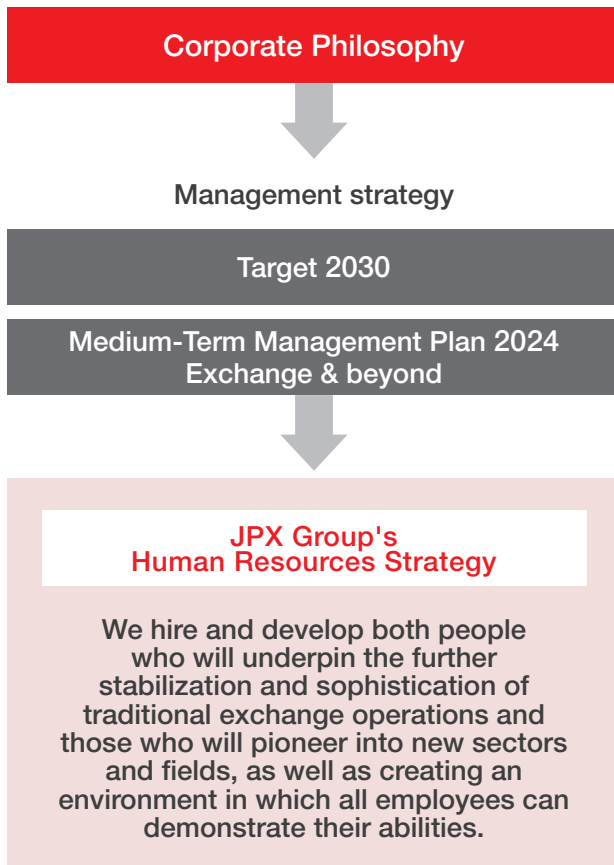 Corporate Philosophy
Management strategy
Target 2030
Medium-Term Management Plan 2024
Exchange & beyond
JPX Group's
Human Resources Strategy
We hire and develop both people
who will underpin the further
stabilization and sophistication of
traditional exchange operations and
those who will pioneer into new sectors
and fields, as well as creating an
environment in which all employees can
demonstrate their abilities.